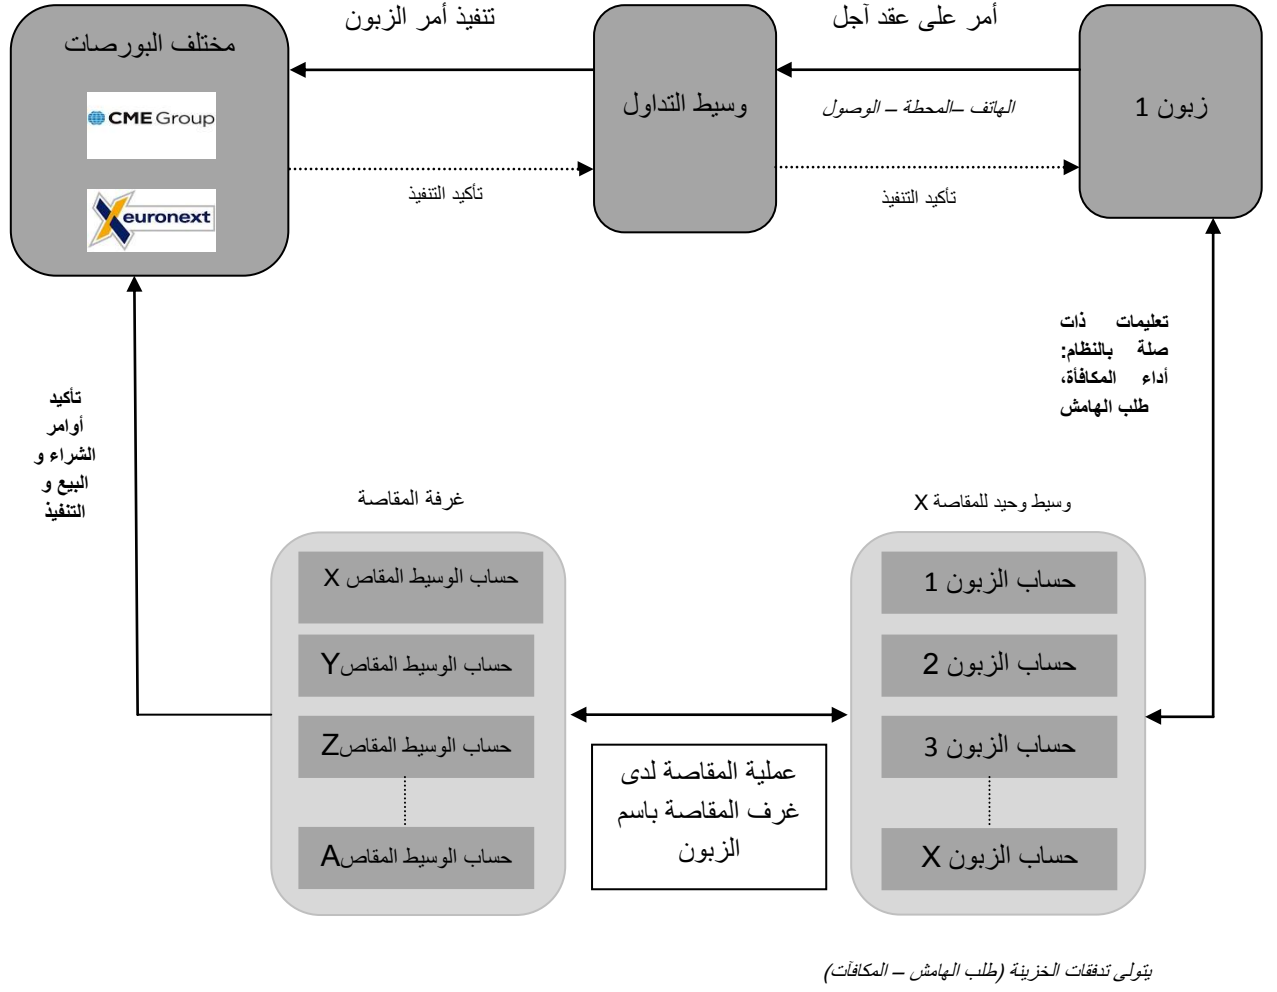 أمر على عقد آجل
تنفيذ أمر الزبون
زبون 1
وسيط التداول
مختلف البورصات
CME Group
euronext
الهاتف –المحطة – الوصول
تأكيد التنفيذ
تأكيد التنفيذ
تعليمات ذات
صلة بالنظام:
أداء المكافأة،
طلب الهامش
تأكيد
أوامر
الشراء و
البيع و
التنفيذ
وسيط وحيد للمقاصة X
حساب الزبون 1
حساب الزبون 2
حساب الزبون 3
حساب الزبون X
غرفة المقاصة
حساب الوسيط المقاص X
حساب الوسيط المقاصY
حساب الوسيط المقاصZ
حساب الوسيط المقاصA
عملية المقاصة لدى
غرف المقاصة باسم
الزبون
يتولى تدفقات الخزينة (طلب الهامش – المكافآت)